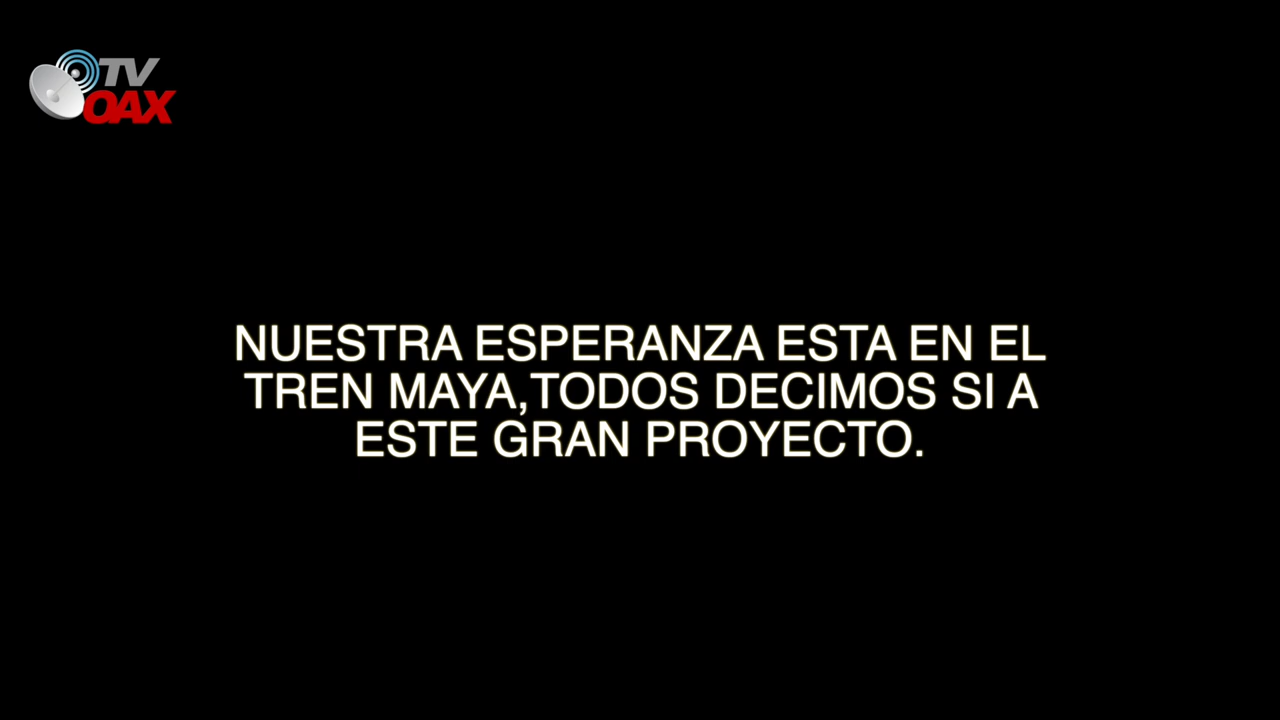 TV
OAX
NUESTRA ESPERANZA ESTA EN EL
TREN MAYA,TODOS DECIMOS SI A
ESTE GRAN PROYECTO.